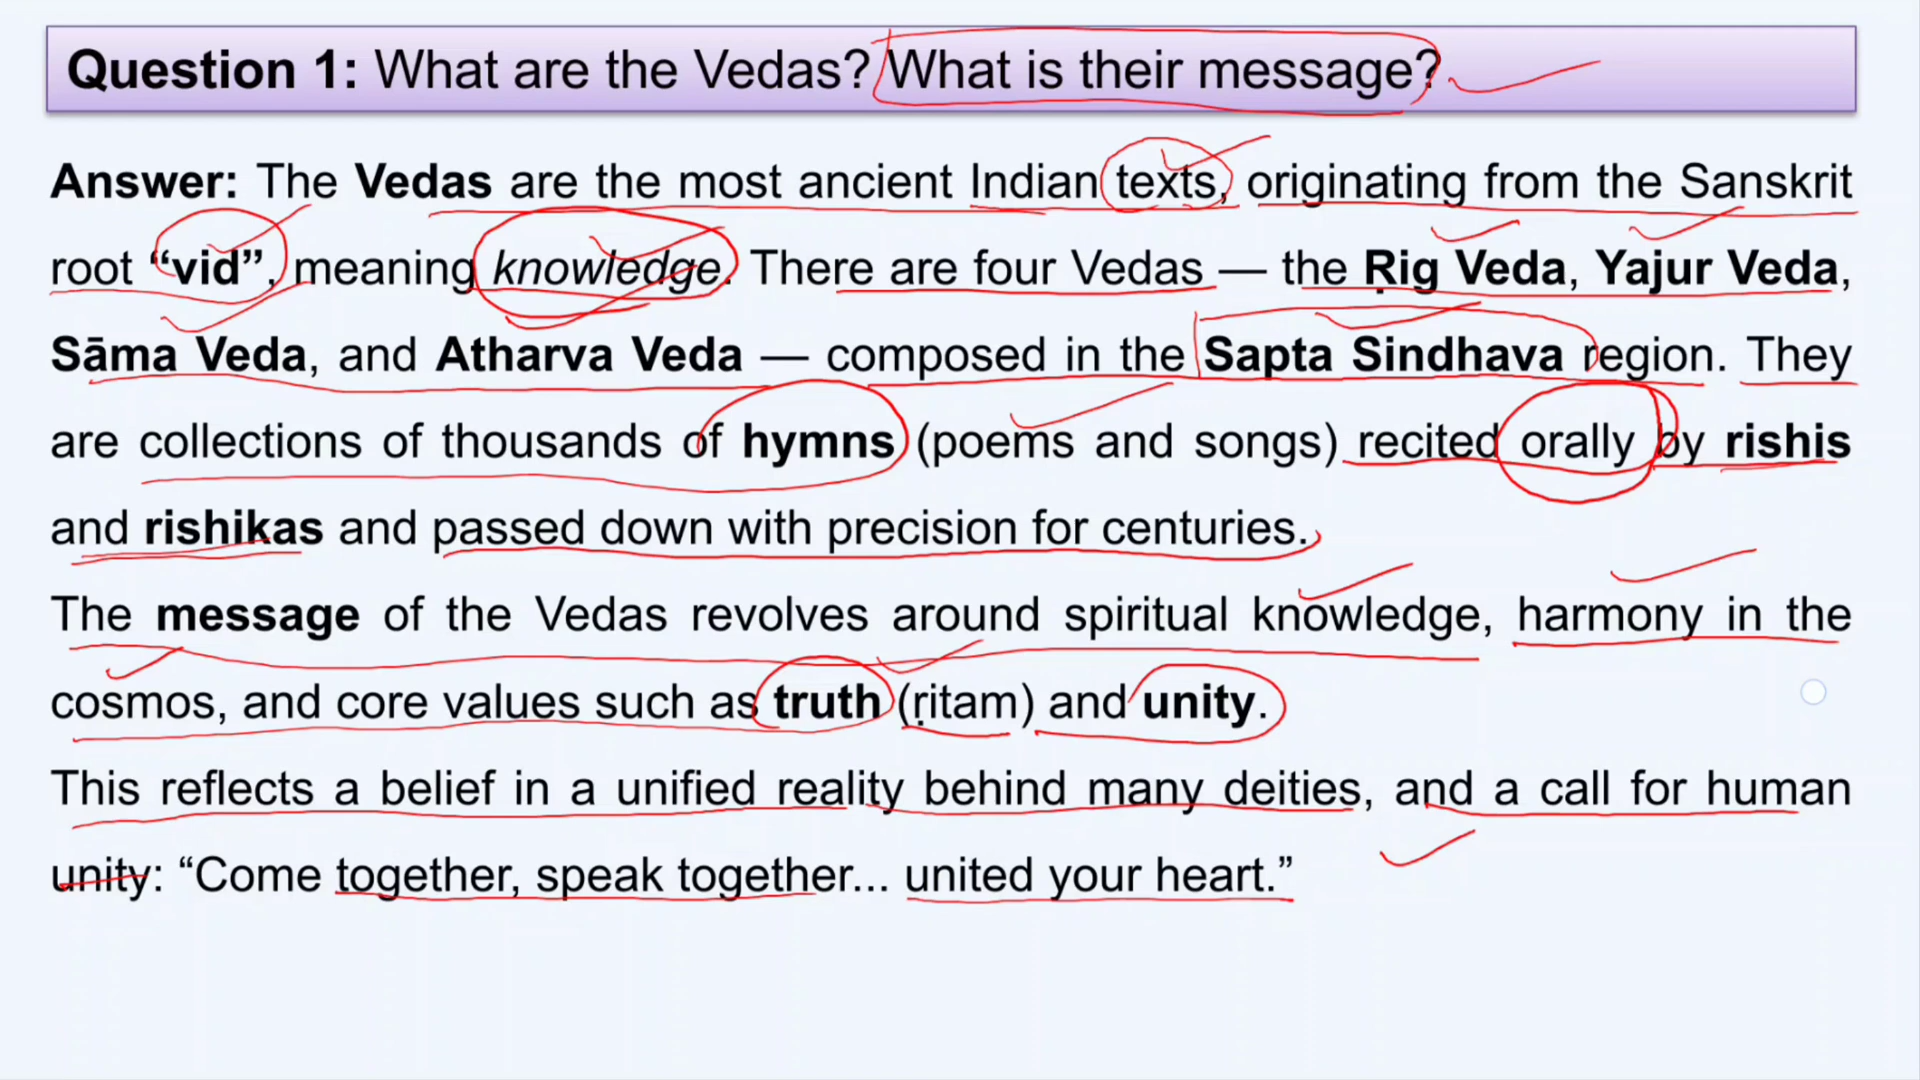 Question 1: What are the Vedas? What is their message?
Answer: The Vedas are the most ancient Indian texts, originating from the Sanskrit
root “vid”, meaning knowledge. There are four Vedas — the Ṛig Veda, Yajur Veda,
Sāma Veda, and Atharva Veda — composed in the Sapta Sindhava region. They
are collections of thousands of hymns (poems and songs) recited orally by rishis
and rishikas and passed down with precision for centuries.
The message of the Vedas revolves around spiritual knowledge, harmony in the
cosmos, and core values such as truth (ṛitam) and unity.
This reflects a belief in a unified reality behind many deities, and a call for human
unity: “Come together, speak together... united your heart.”